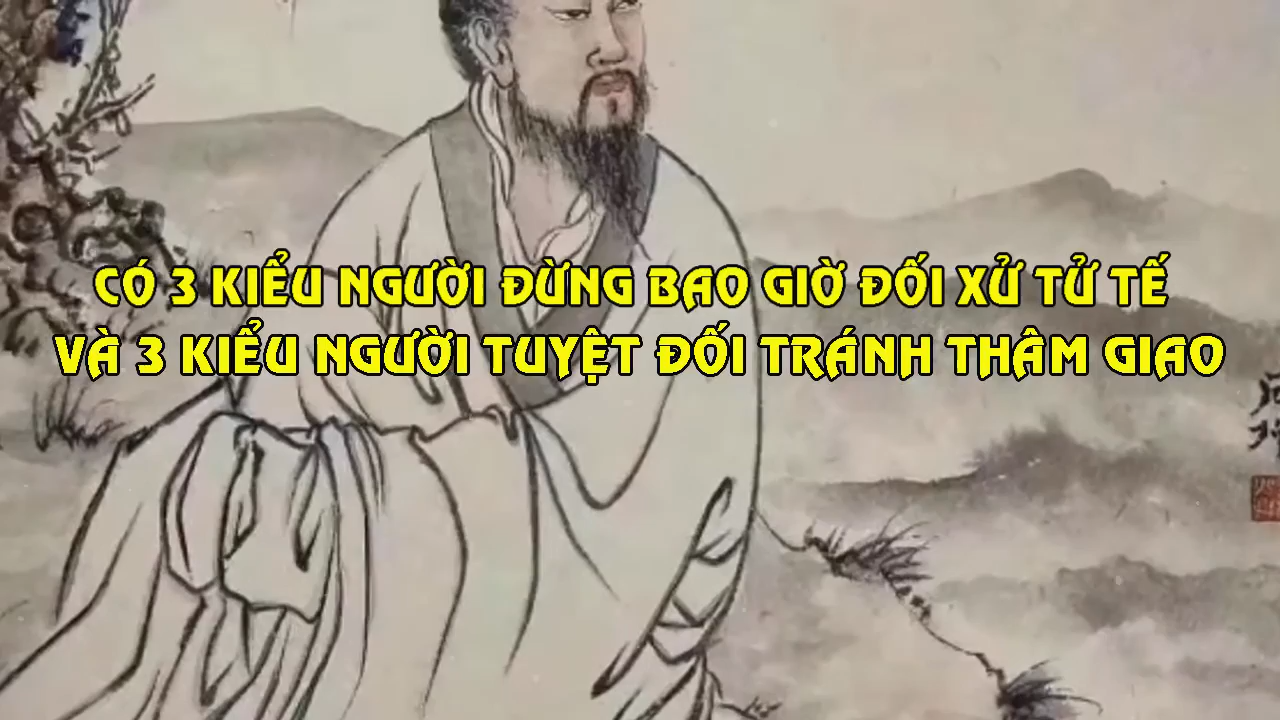 CÓ 3 KIỂU NGƯỜI ĐỪNG BAO GIỜ ĐỐI XỬ TỬ TẾ
VÀ 3 KIỂU NGƯỜI TUYỆT ĐỐI TRÁNH THÂM GIAO